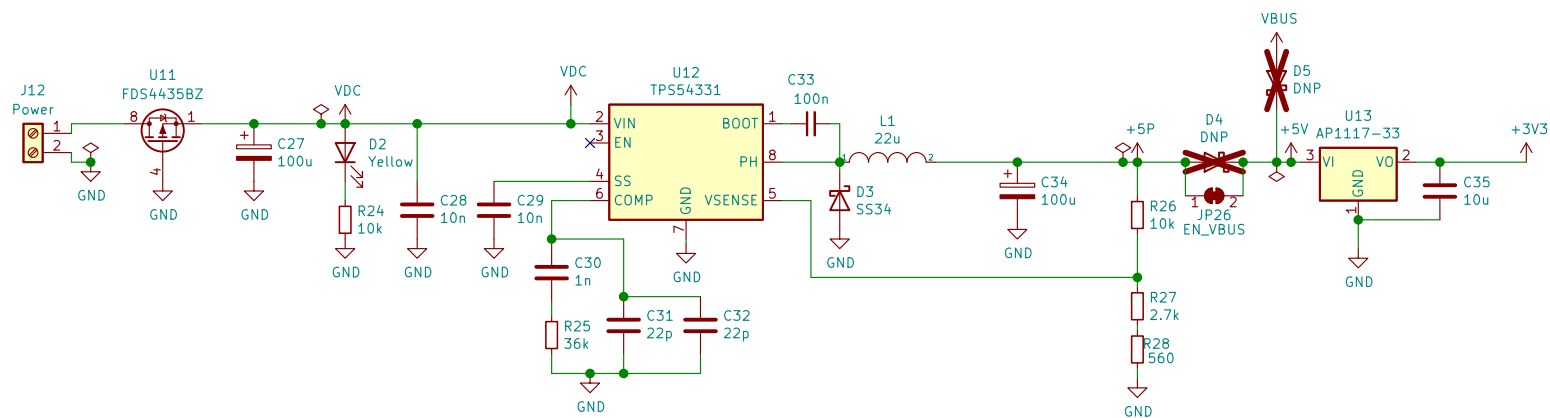 J12
Power
1
2
GND
U11
FDS4435BZ
8
1
4
GND
+
C27
100u
GND
VDC
D2
Yellow
R24
10k
GND
C28
10n
GND
C29
10n
GND
VDC
U12
TPS54331
2
VIN
3
EN
4
SS
6
COMP
BOOT
1
PH
8
VSENSE
5
GND
7
GND
C30
1n
R25
36k
C31
22p
C32
22p
GND
C33
100n
L1
22u
1
2
D3
SS34
GND
+
C34
100u
GND
+5P
R26
10k
R27
2.7k
R28
560
GND
D4
DNP
1
2
JP26
EN_VBUS
VBUS
D5
DNP
+5V
U13
AP1117-33
3
VI
VO
2
GND
1
GND
C35
10u
+3V3